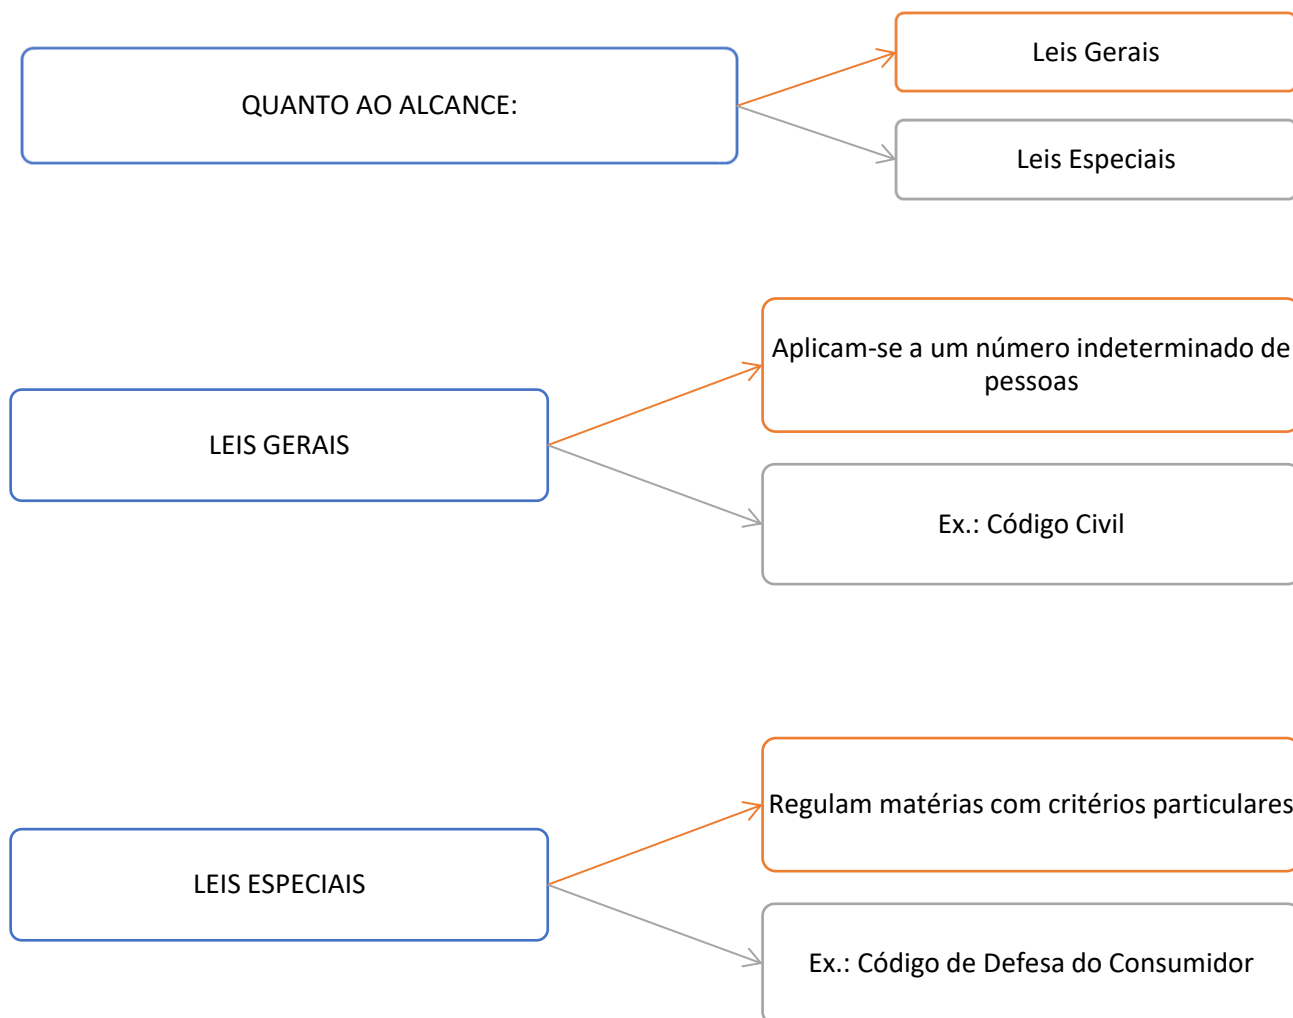 QUANTO AO ALCANCE:
Leis Gerais
Leis Especiais
LEIS GERAIS
Aplicam-se a um número indeterminado de
pessoas
Ex.: Código Civil
LEIS ESPECIAIS
Regulam matérias com critérios particulares
Ex.: Código de Defesa do Consumidor